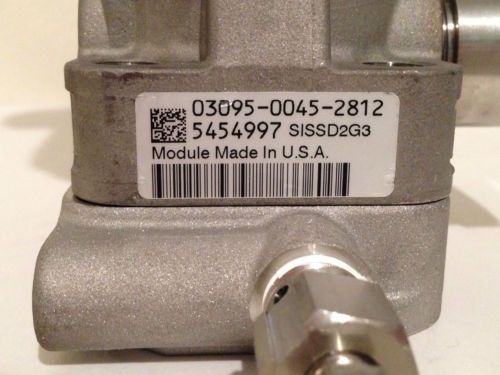 03095-0045-2812
5454997 SISSD2G3
Module Made In U.S.A.